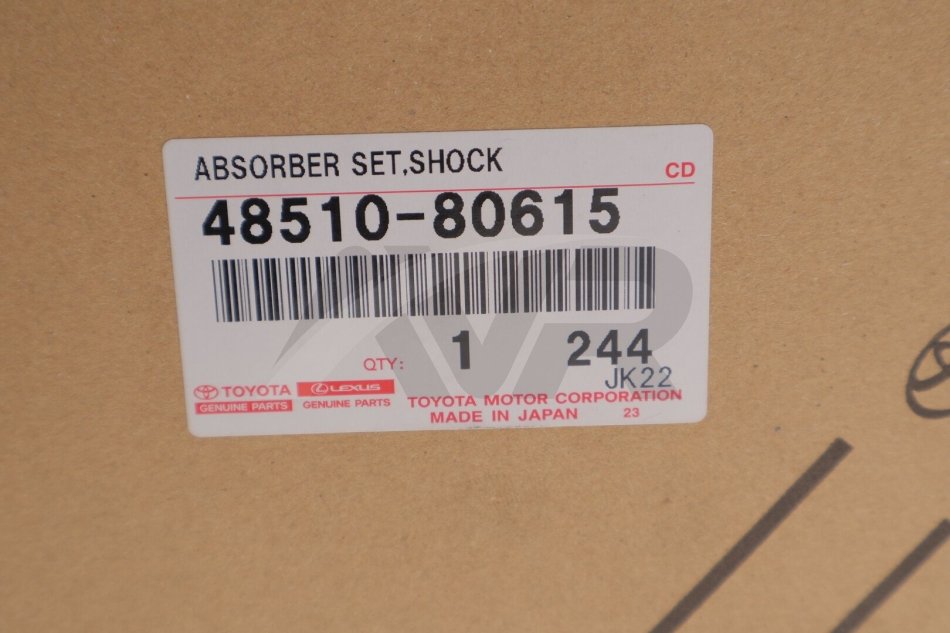 ABSORBER SET,SHOCK
CD
48510-80615
QTY: 1 244
JK22
TOYOTA LEXUS
GENUINE PARTS GENUINE PARTS
TOYOTA MOTOR CORPORATION
MADE IN JAPAN 23